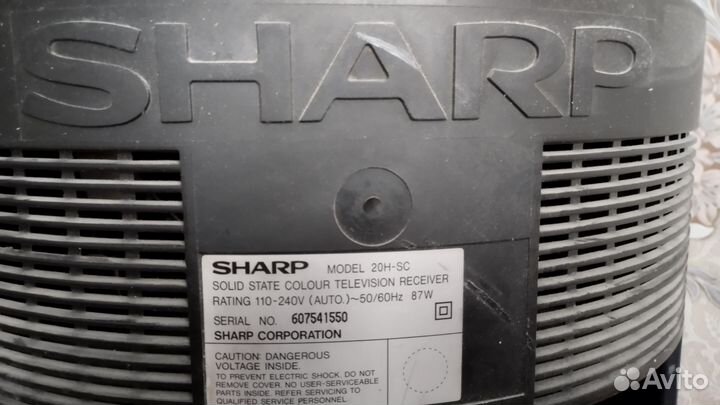 SHARP
SHARP MODEL 20H-SC
SOLID STATE COLOUR TELEVISION RECEIVER
RATING 110-240V (AUTO.)~50/60Hz 87W
SERIAL NO. 607541550
SHARP CORPORATION
CAUTION: DANGEROUS
VOLTAGE INSIDE.
TO PREVENT ELECTRIC SHOCK. DO NOT
REMOVE COVER. NO USER-SERVICEABLE
PARTS INSIDE. REFER SERVICING TO
QUALIFIED SERVICE PERSONNEL
Avito